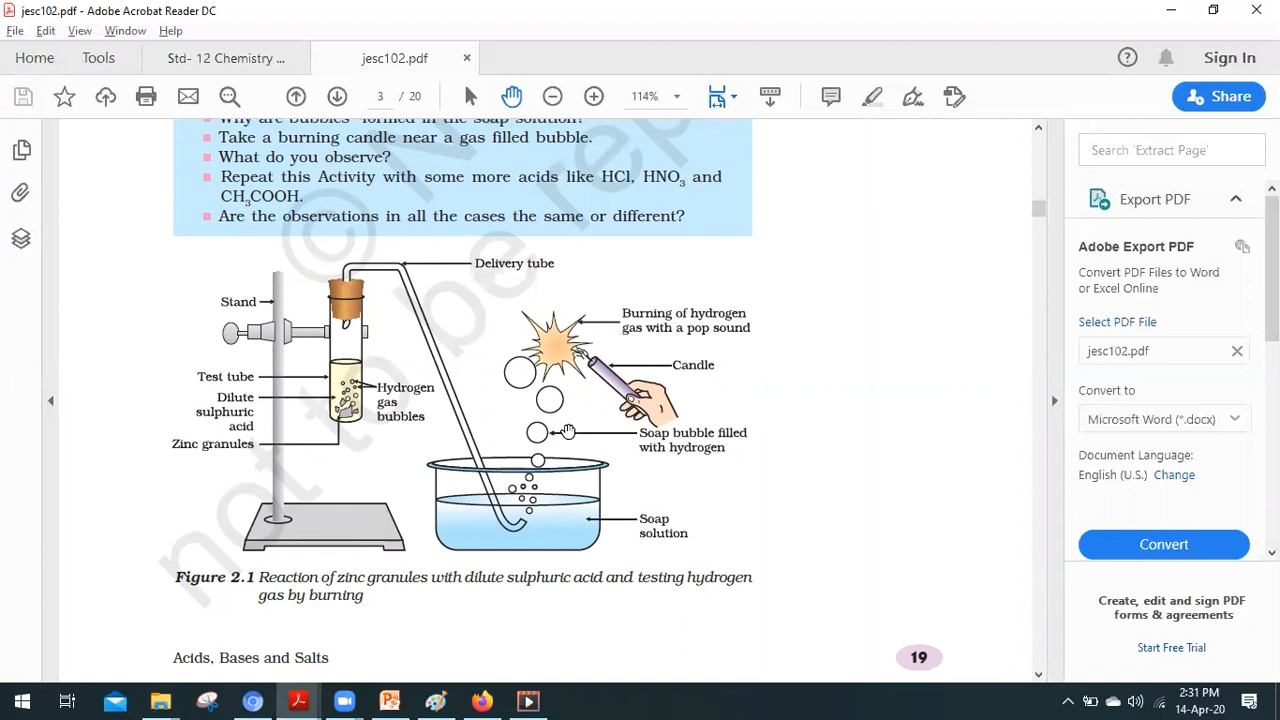 jesc102.pdf - Adobe Acrobat Reader DC
File Edit View Window Help
Home Tools Std- 12 Chemistry ... jesc102.pdf × Sign In
3 / 20 114% Share
Why are bubbles formed in the soap solution?
Take a burning candle near a gas filled bubble.
What do you observe?
Repeat this Activity with some more acids like HCl, HNO3 and
CH3COOH.
Are the observations in all the cases the same or different?
Delivery tube
Stand
Burning of hydrogen
gas with a pop sound
Candle
Test tube
Dilute
sulphuric
acid
Hydrogen
gas
bubbles
Zinc granules
Soap bubble filled
with hydrogen
Soap
solution
Figure 2.1 Reaction of zinc granules with dilute sulphuric acid and testing hydrogen
gas by burning
Acids, Bases and Salts 19
© N
not to be rep
Search 'Extract Page'
Export PDF
Adobe Export PDF
Convert PDF Files to Word
or Excel Online
Select PDF File
jesc102.pdf
Convert to
Microsoft Word (*.docx)
Document Language:
English (U.S.) Change
Convert
Create, edit and sign PDF
forms & agreements
Start Free Trial
2:31 PM
14-Apr-20